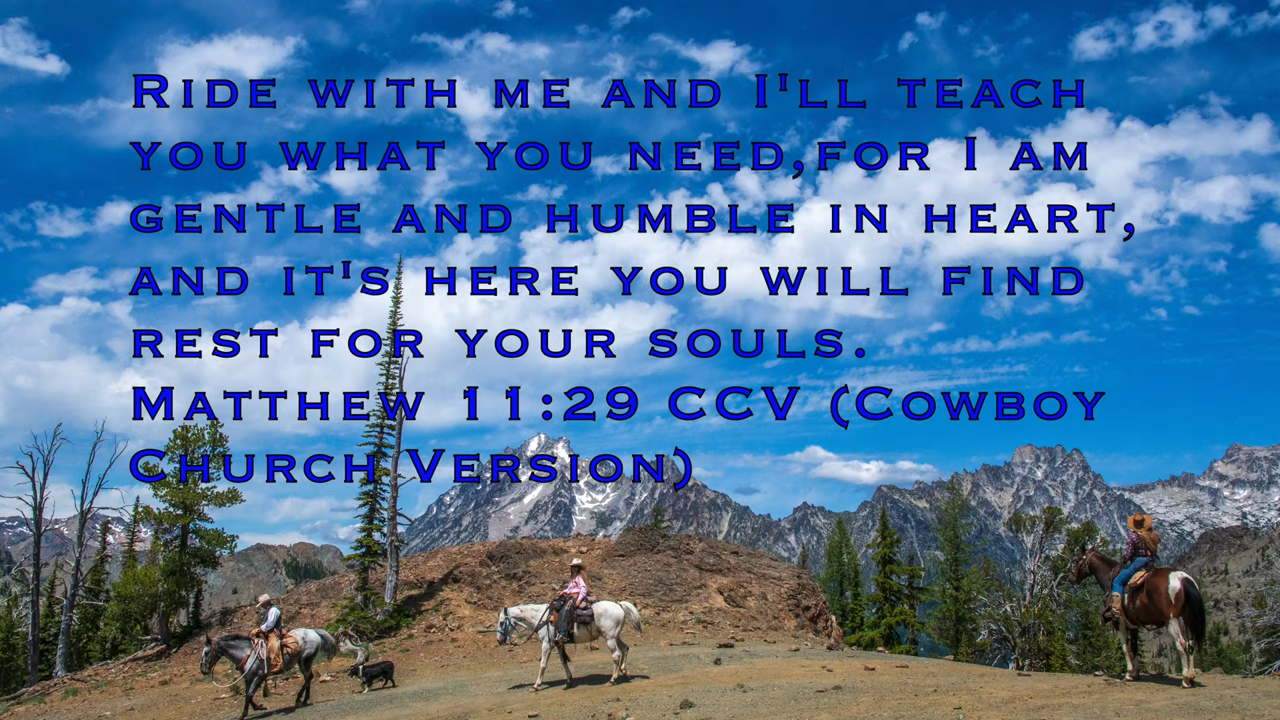 Ride with me and I'll teach
you what you need,for I am
gentle and humble in heart,
and it's here you will find
rest for your souls.
Matthew 11:29 CCV (Cowboy
Church Version)